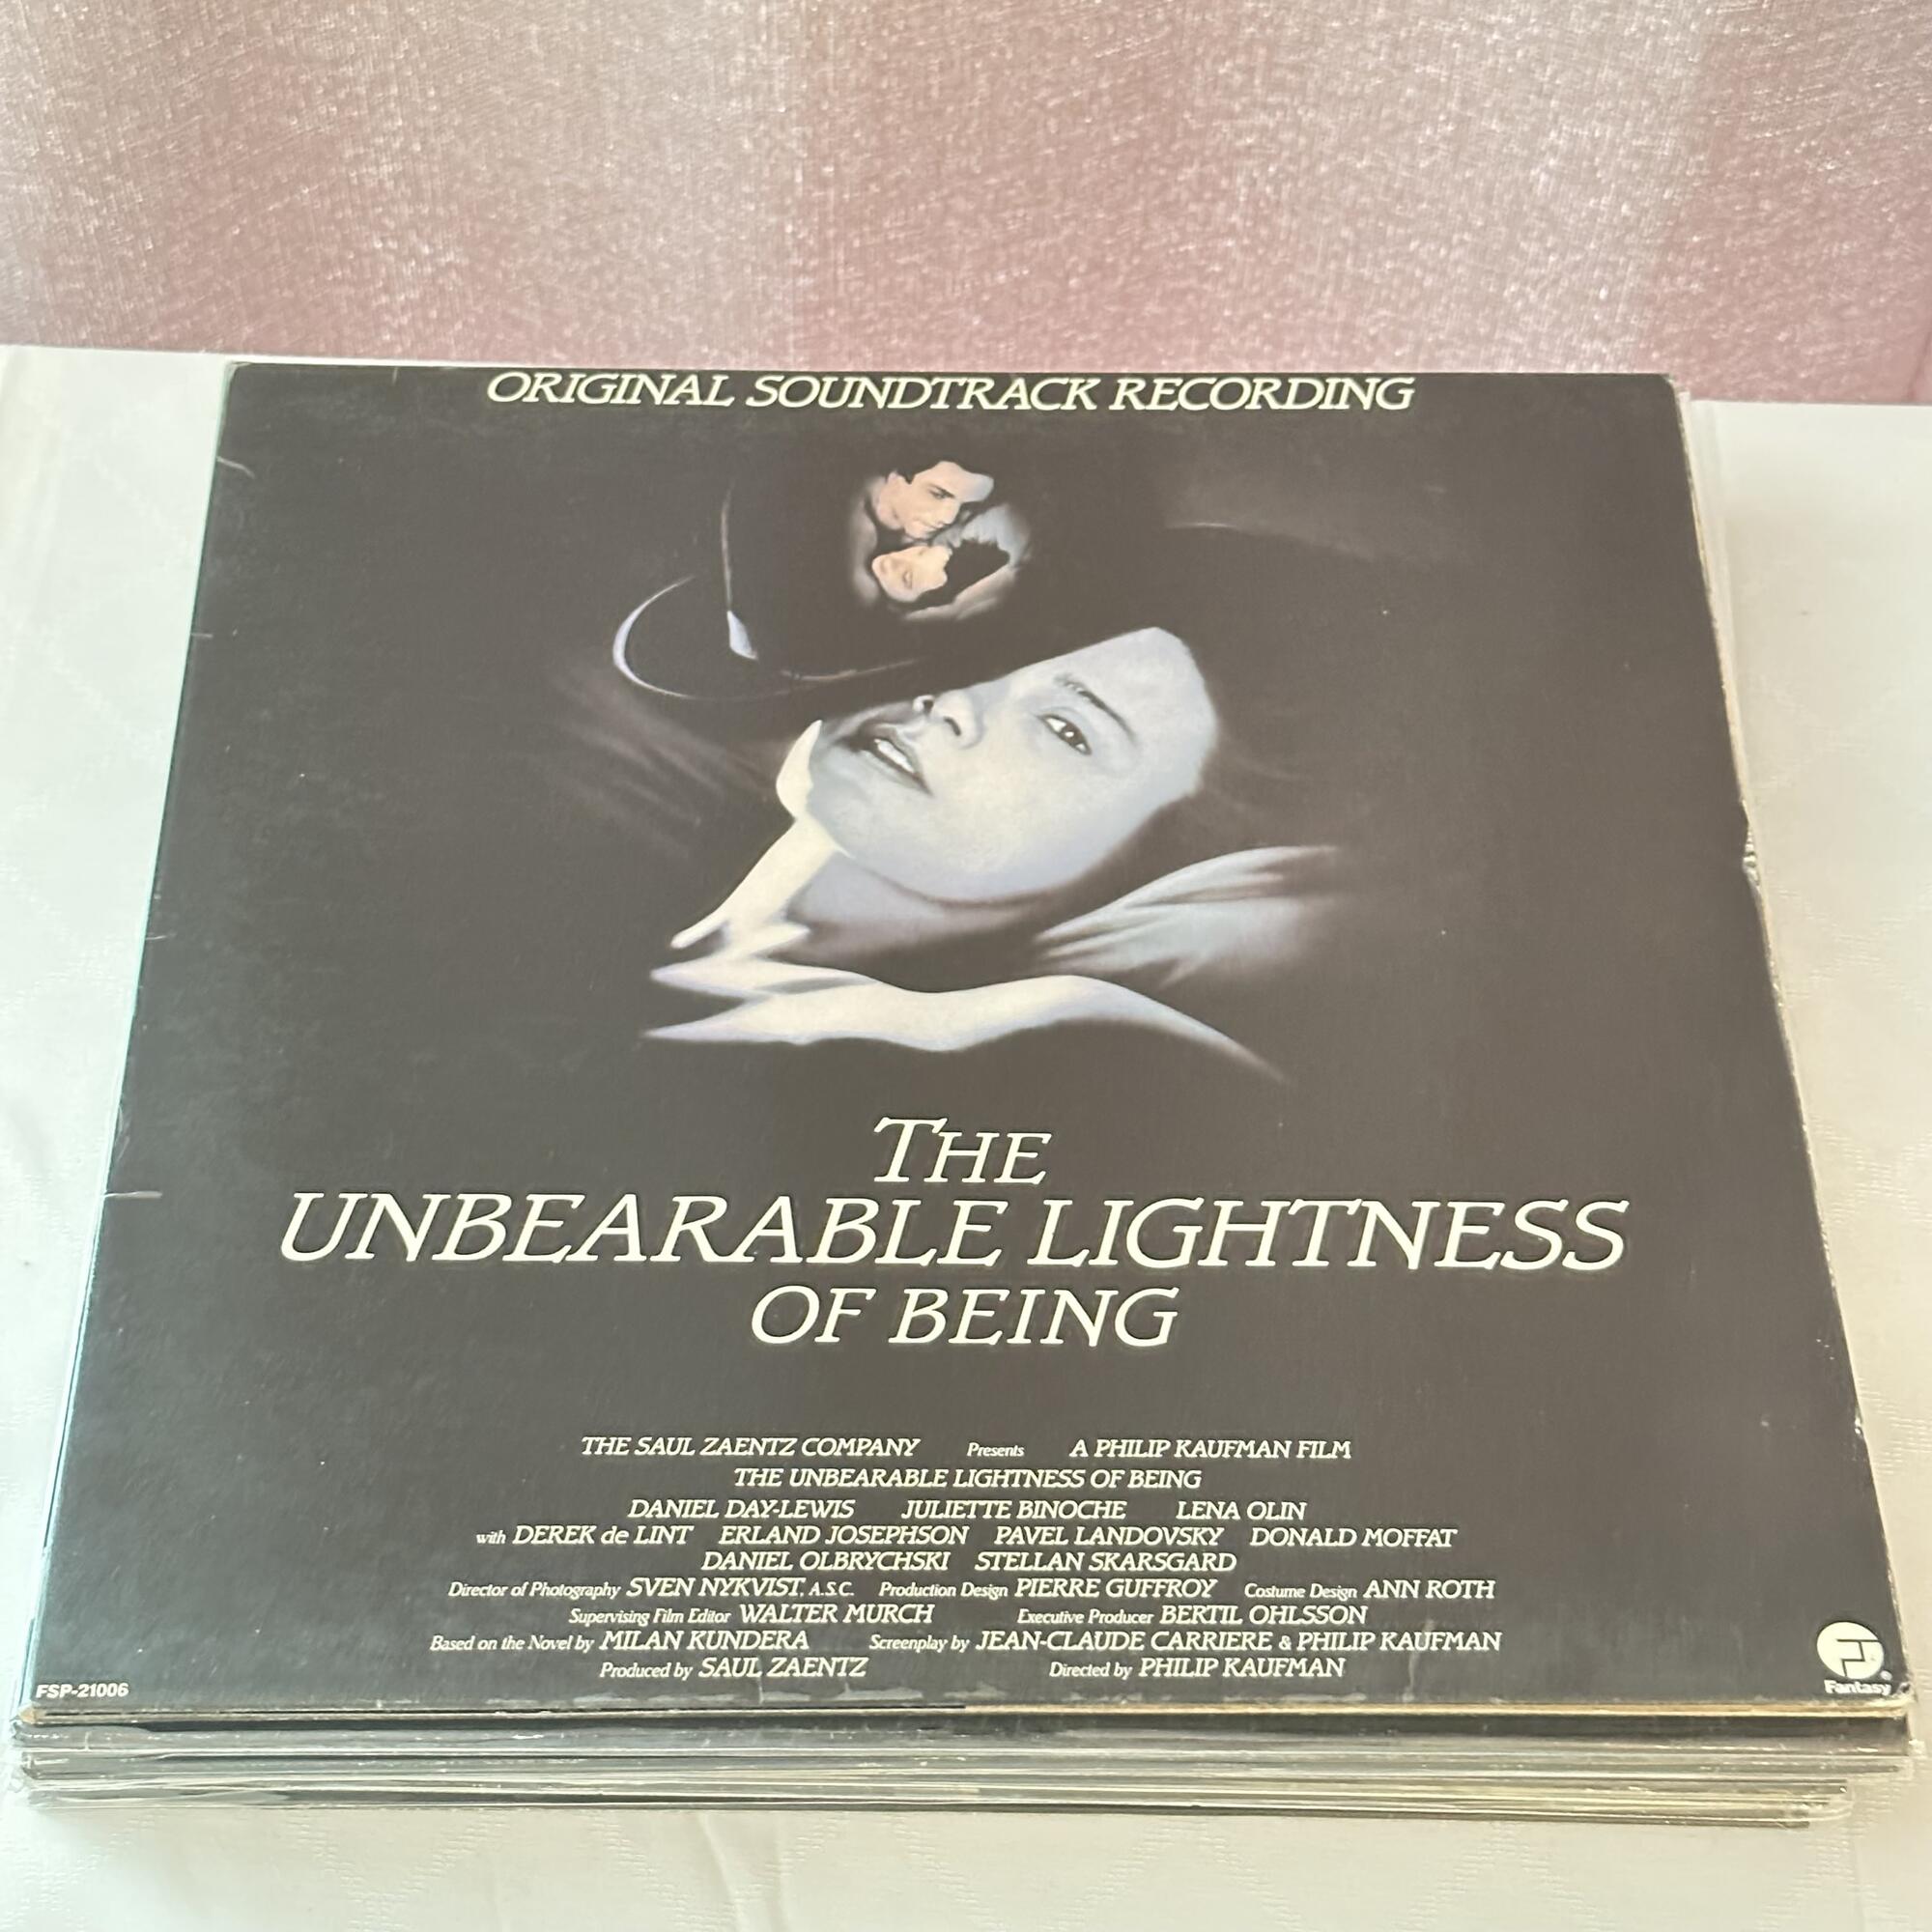 ORIGINAL SOUNDTRACK RECORDING
THE
UNBEARABLE LIGHTNESS
OF BEING
THE SAUL ZAENTZ COMPANY Presents A PHILIP KAUFMAN FILM
THE UNBEARABLE LIGHTNESS OF BEING
DANIEL DAY-LEWIS JULIETTE BINOCHE LENA OLIN
with DEREK de LINT ERLAND JOSEPHSON PAVEL LANDOVSKY DONALD MOFFAT
DANIEL OLBRYCHSKI STELLAN SKARSGARD
Director of Photography SVEN NYKVIST, A.S.C. Production Design PIERRE GUFFROY Costume Design ANN ROTH
Supervising Film Editor WALTER MURCH Executive Producer BERTIL OHLSSON
Based on the Novel by MILAN KUNDERA Screenplay by JEAN-CLAUDE CARRIERE & PHILIP KAUFMAN
Produced by SAUL ZAENTZ Directed by PHILIP KAUFMAN
FSP-21006
Fantasy®